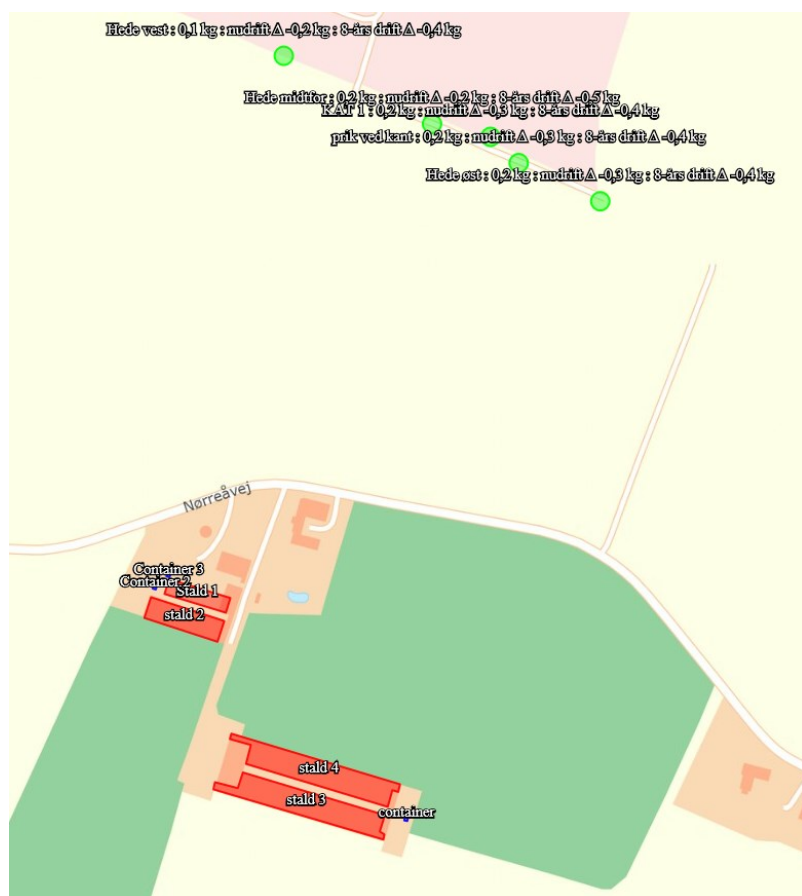 Hede vest : 0,1 kg : nudrift Δ -0,2 kg : 8-års drift Δ -0,4 kg
Hede midtfor : 0,2 kg : nudrift Δ -0,2 kg : 8-års drift Δ -0,5 kg
KAT 1 : 0,2 kg : nudrift Δ -0,3 kg : 8-års drift Δ -0,4 kg
prik ved kant : 0,2 kg : nudrift Δ -0,3 kg : 8-års drift Δ -0,4 kg
Hede øst : 0,2 kg : nudrift Δ -0,3 kg : 8-års drift Δ -0,4 kg
Nørreåvej
Container 3
Container 2
Stald 1
stald 2
stald 4
stald 3
container